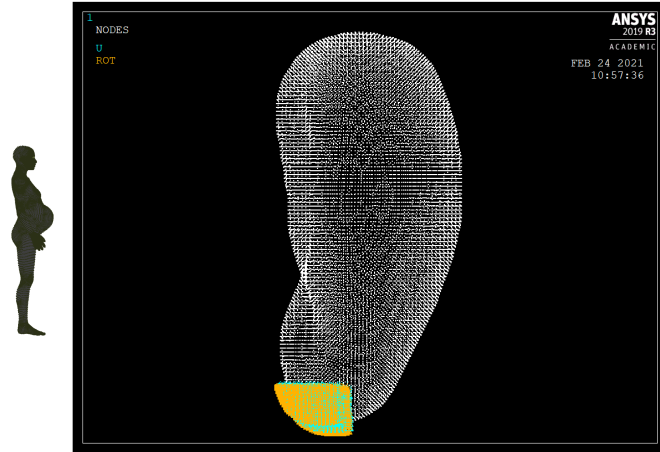 1
NODES
U
ROT
ANSYS
2019 R3
ACADEMIC
FEB 24 2021
10:57:36